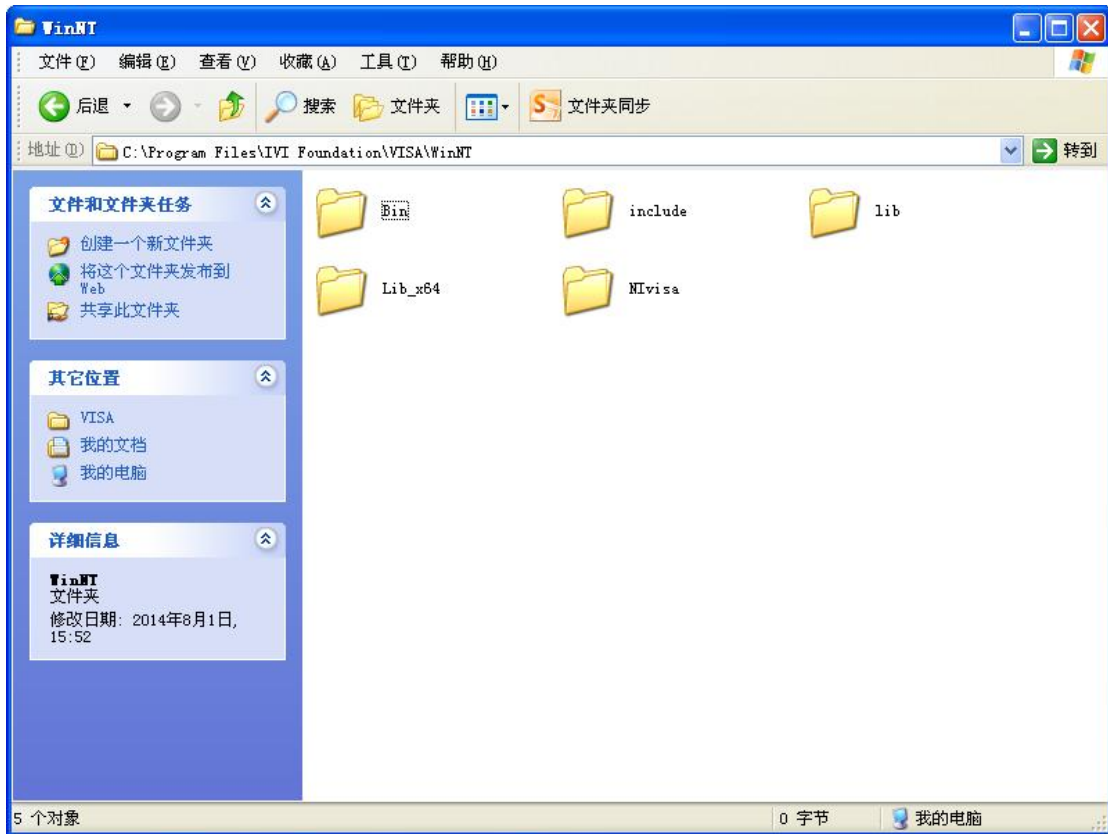 WinNT
文件(F) 编辑(E) 查看(V) 收藏(A) 工具(T) 帮助(H)
后退 搜索 文件夹 S 文件夹同步
地址(D) C:\Program Files\IVI Foundation\VISA\WinNT 转到
文件和文件夹任务
创建一个新文件夹
将这个文件夹发布到
Web
共享此文件夹
其它位置
VISA
我的文档
我的电脑
详细信息
WinNT
文件夹
修改日期: 2014年8月1日,
15:52
Bin include lib
Lib_x64 NIvisa
5 个对象 0 字节 我的电脑